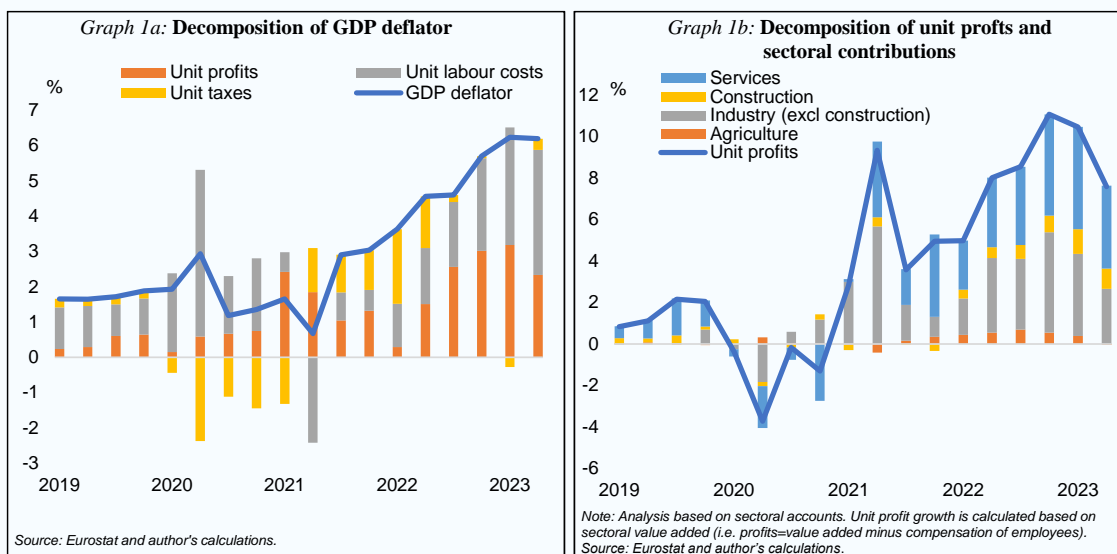 Graph 1a: Decomposition of GDP deflator
%
Unit profits
Unit labour costs
Unit taxes
GDP deflator
7
6
5
4
3
2
1
0
-1
-2
-3
2019
2020
2021
2022
2023
Source: Eurostat and author's calculations.
Graph 1b: Decomposition of unit profts and
sectoral contributions
%
Services
Construction
Industry (excl construction)
Agriculture
Unit profits
12
10
8
6
4
2
0
-2
-4
-6
2019
2020
2021
2022
2023
Note: Analysis based on sectoral accounts. Unit profit growth is calculated based on
sectoral value added (i.e. profits=value added minus compensation of employees).
Source: Eurostat and author's calculations.